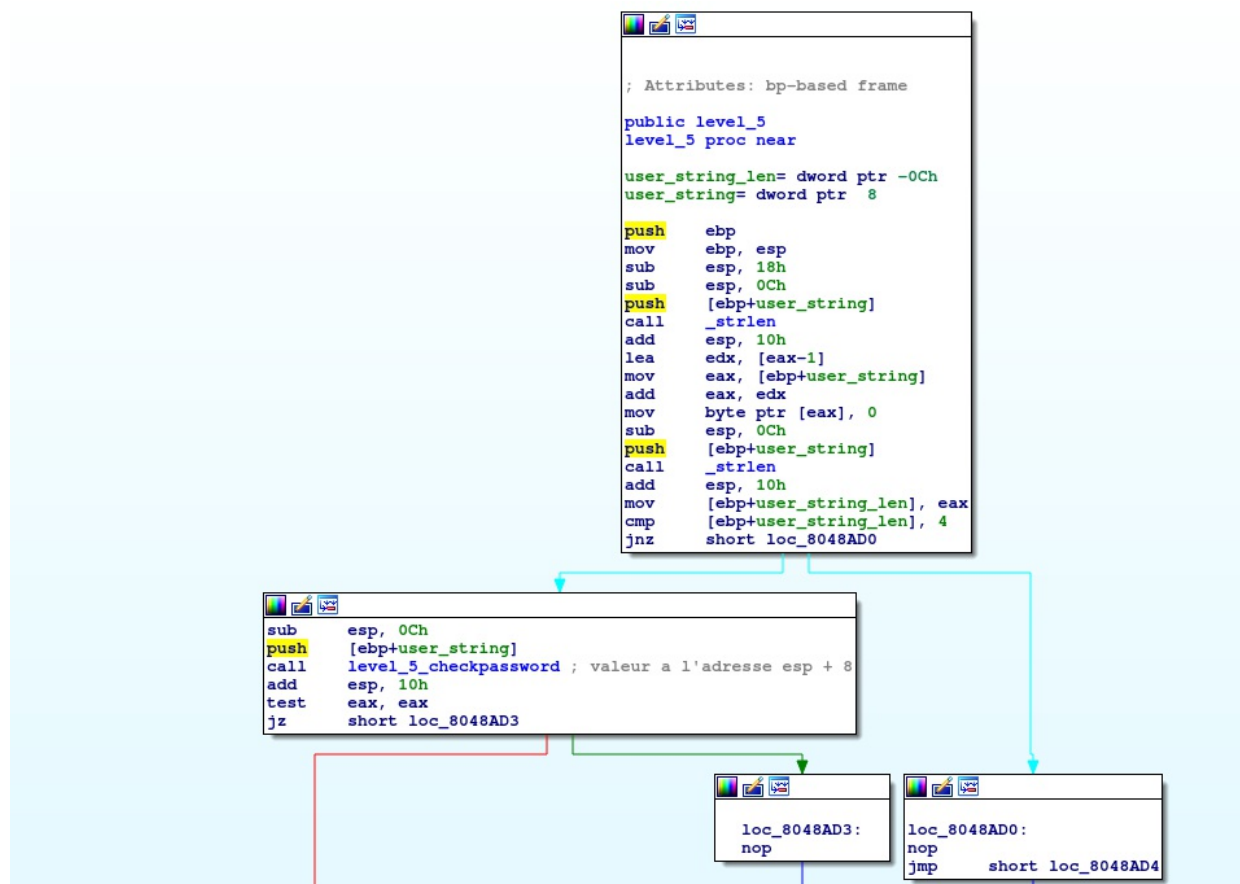 ; Attributes: bp-based frame
public level_5
level_5 proc near
user_string_len= dword ptr -0Ch
user_string= dword ptr  8
push    ebp
mov     ebp, esp
sub     esp, 18h
sub     esp, 0Ch
push    [ebp+user_string]
call    _strlen
add     esp, 10h
lea     edx, [eax-1]
mov     eax, [ebp+user_string]
add     eax, edx
mov     byte ptr [eax], 0
sub     esp, 0Ch
push    [ebp+user_string]
call    _strlen
add     esp, 10h
mov     [ebp+user_string_len], eax
cmp     [ebp+user_string_len], 4
jnz     short loc_8048AD0
sub     esp, 0Ch
push    [ebp+user_string]
call    level_5_checkpassword ; valeur a l'adresse esp + 8
add     esp, 10h
test    eax, eax
jz      short loc_8048AD3
loc_8048AD3:
nop
loc_8048AD0:
nop
jmp     short loc_8048AD4